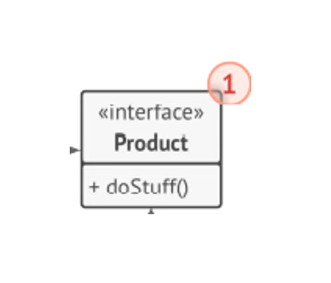 1
«interface»
Product
+ doStuff()